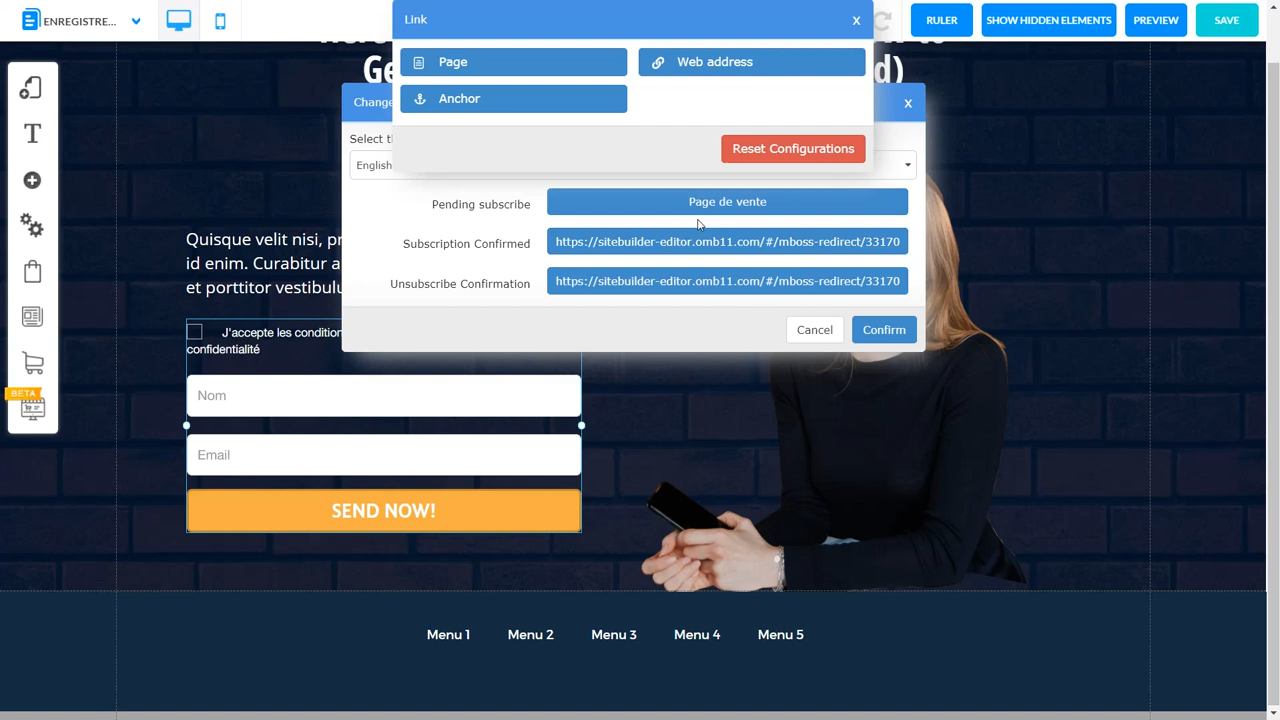 ENREGISTRE...
Link
x
RULER
SHOW HIDDEN ELEMENTS
PREVIEW
SAVE
Ge
d)
Page
Web address
Anchor
Change
x
Select t
Reset Configurations
English
Pending subscribe
Page de vente
Subscription Confirmed
https://sitebuilder-editor.omb11.com/#/mboss-redirect/33170
Unsubscribe Confirmation
https://sitebuilder-editor.omb11.com/#/mboss-redirect/33170
Cancel
Confirm
Quisque velit nisi, pr
id enim. Curabitur a
et porttitor vestibulu
J'accepte les condition
confidentialité
BETA
Nom
Email
SEND NOW!
Menu 1
Menu 2
Menu 3
Menu 4
Menu 5